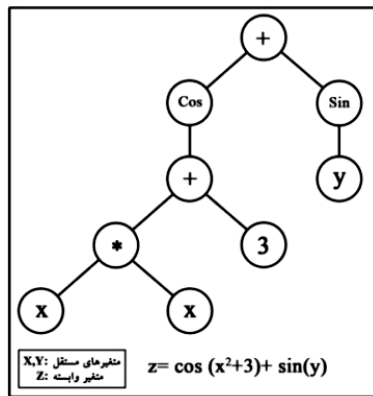 +
Cos Sin
+ y
* 3
x x
X,Y: متغیرهای مستقل
Z: متغیر وابسته
z= cos (x²+3)+ sin(y)